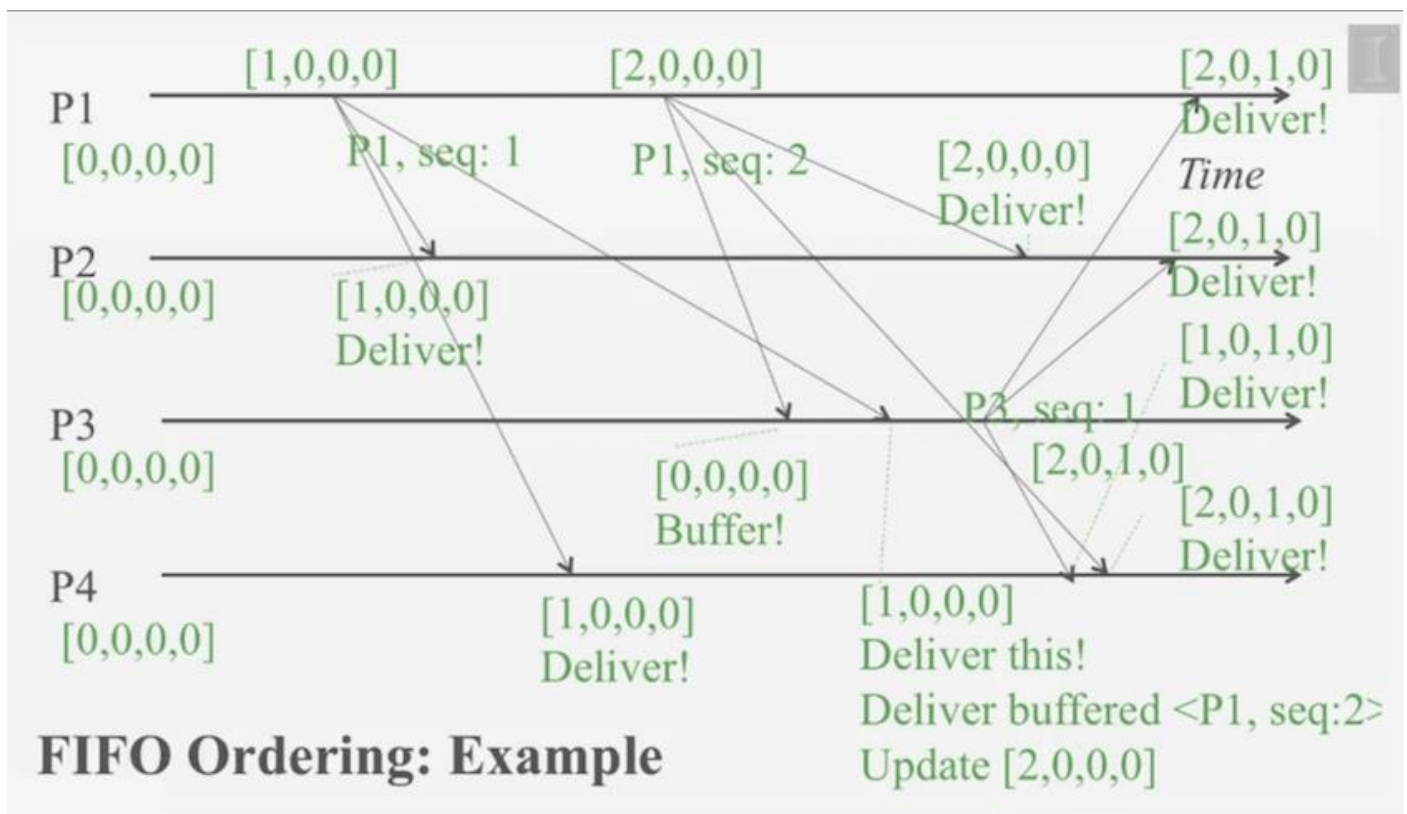 [1,0,0,0]
[2,0,0,0]
[2,0,1,0]
I
P1
Deliver!
[0,0,0,0]
P1, seq: 1
P1, seq: 2
[2,0,0,0]
Deliver!
Time
P2
[2,0,1,0]
Deliver!
[0,0,0,0]
[1,0,0,0]
Deliver!
[1,0,1,0]
Deliver!
P3
P3, seq: 1
[0,0,0,0]
[2,0,1,0]
[0,0,0,0]
Buffer!
[2,0,1,0]
Deliver!
P4
[0,0,0,0]
[1,0,0,0]
Deliver!
[1,0,0,0]
Deliver this!
Deliver buffered <P1, seq:2>
Update [2,0,0,0]
FIFO Ordering: Example